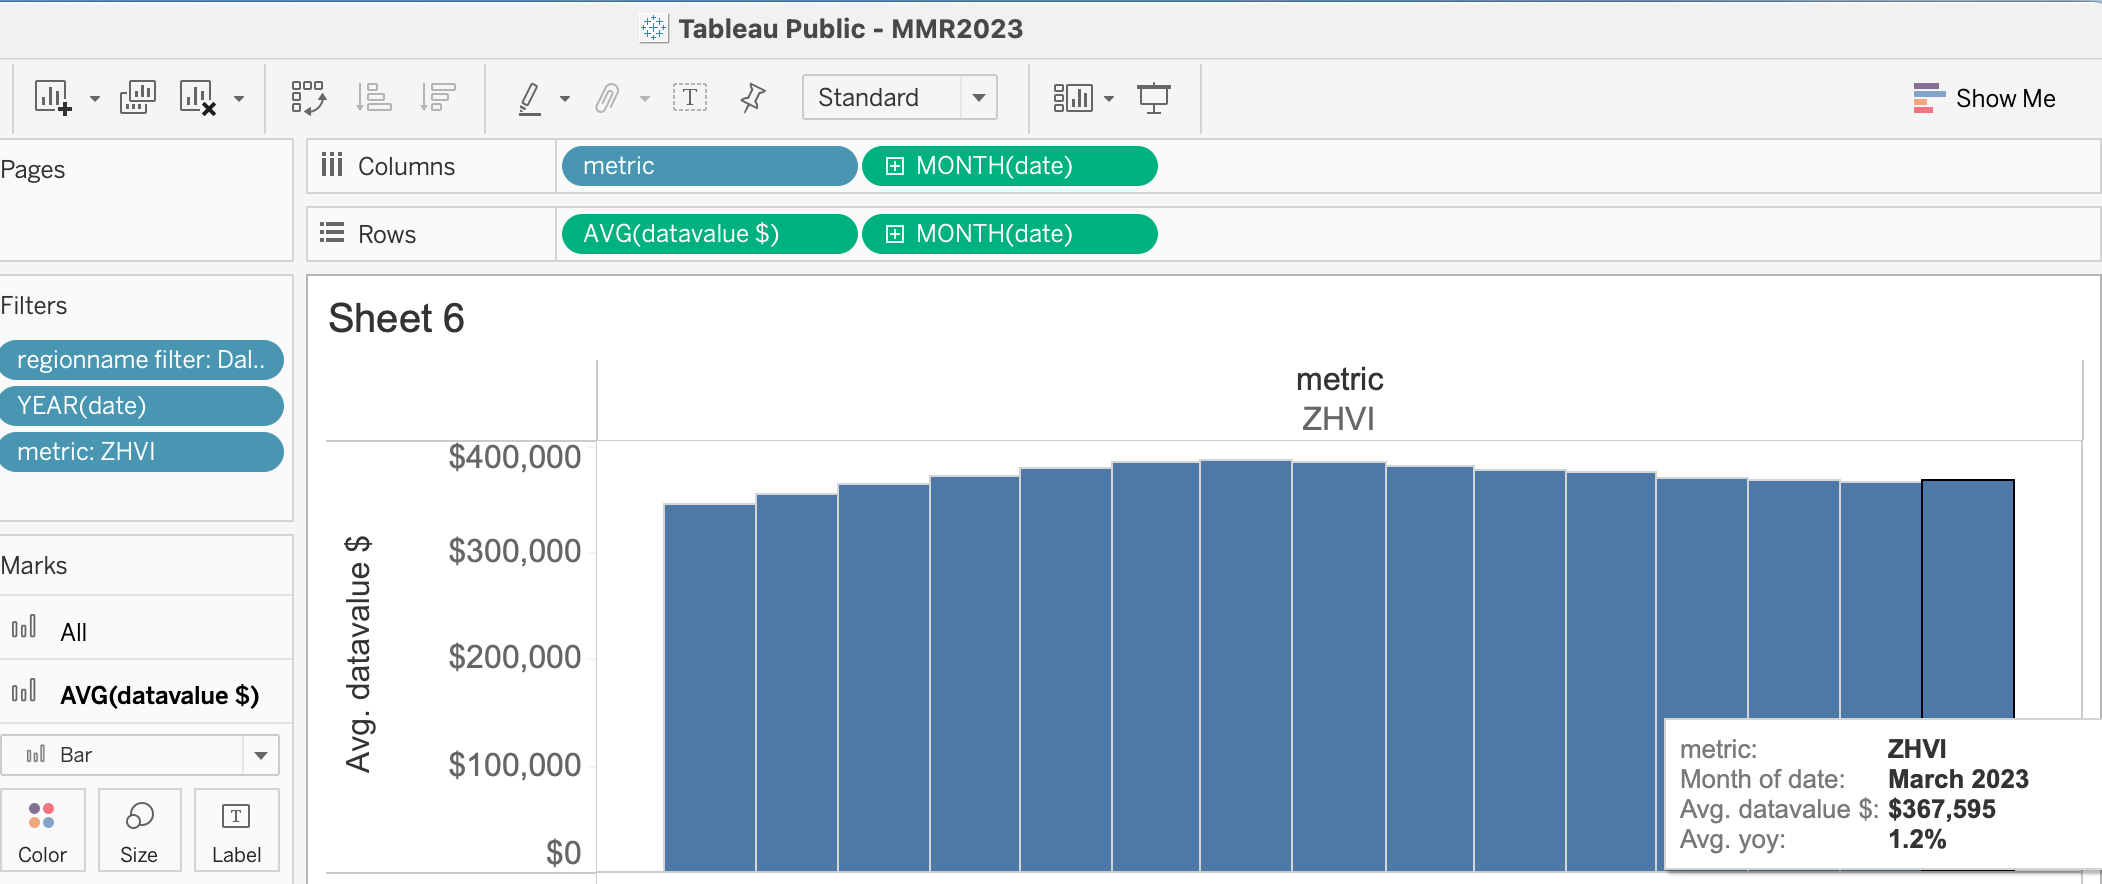 Tableau Public - MMR2023
Standard
Show Me
Pages
Columns
metric
MONTH(date)
Rows
AVG(datavalue $)
MONTH(date)
Filters
regionname filter: Dal..
YEAR(date)
metric: ZHVI
Marks
All
AVG(datavalue $)
Bar
Color
Size
T
Label
T
Sheet 6
metric
ZHVI
Avg. datavalue $
$400,000
$300,000
$200,000
$100,000
$0
metric: ZHVI
Month of date: March 2023
Avg. datavalue $: $367,595
Avg. yoy: 1.2%